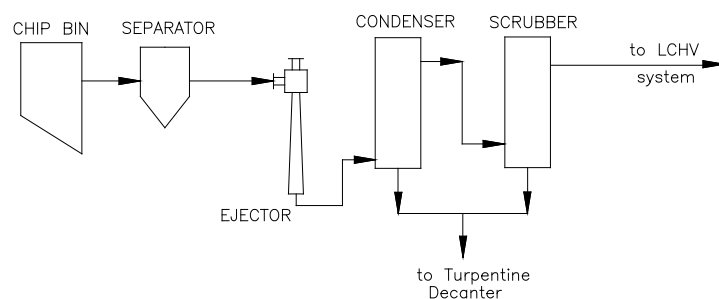 CHIP BIN
SEPARATOR
EJECTOR
CONDENSER
SCRUBBER
to LCHV
system
to Turpentine
Decanter